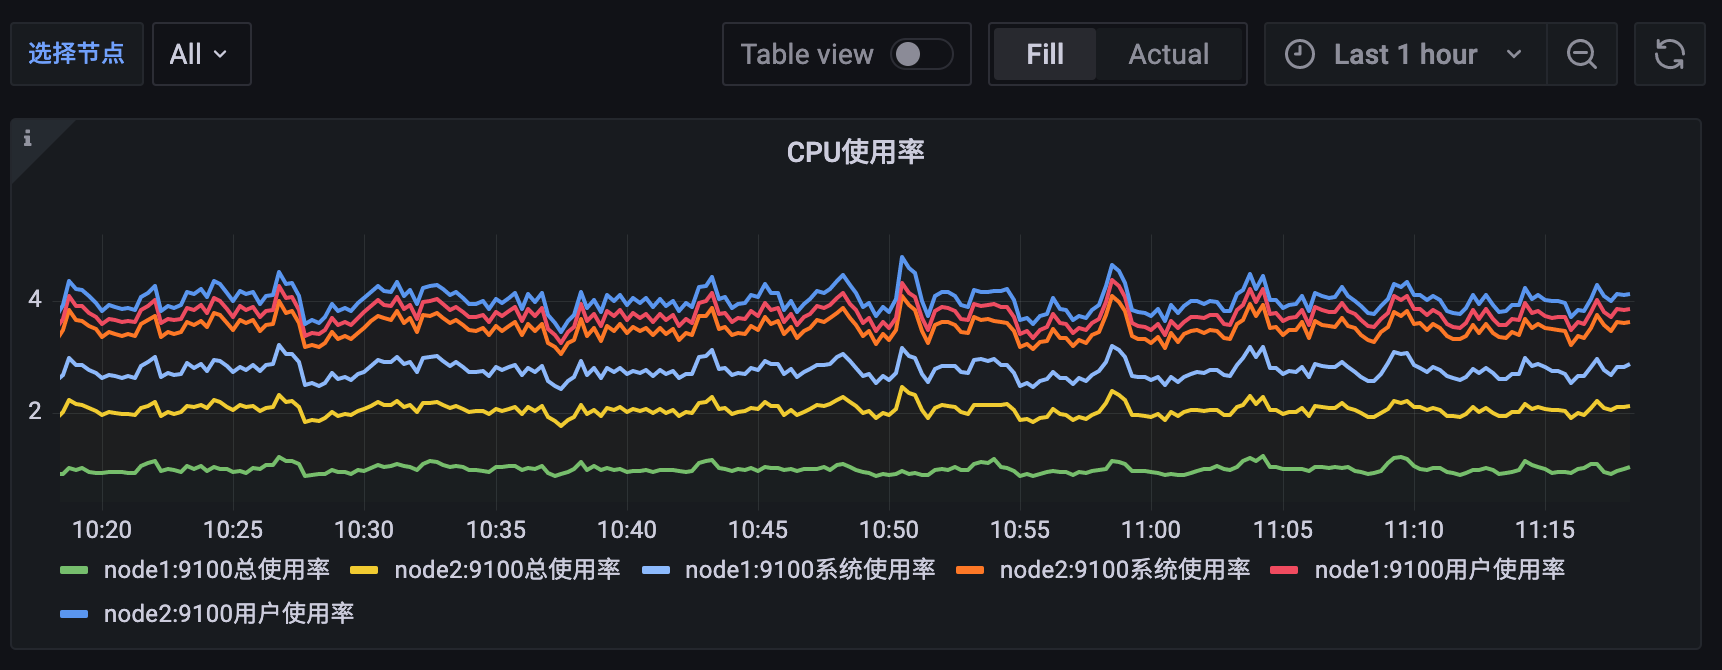 选择节点 All Table view Fill Actual Last 1 hour
i
CPU使用率
4
2
10:20 10:25 10:30 10:35 10:40 10:45 10:50 10:55 11:00 11:05 11:10 11:15
node1:9100总使用率 node2:9100总使用率 node1:9100系统使用率 node2:9100系统使用率 node1:9100用户使用率
node2:9100用户使用率